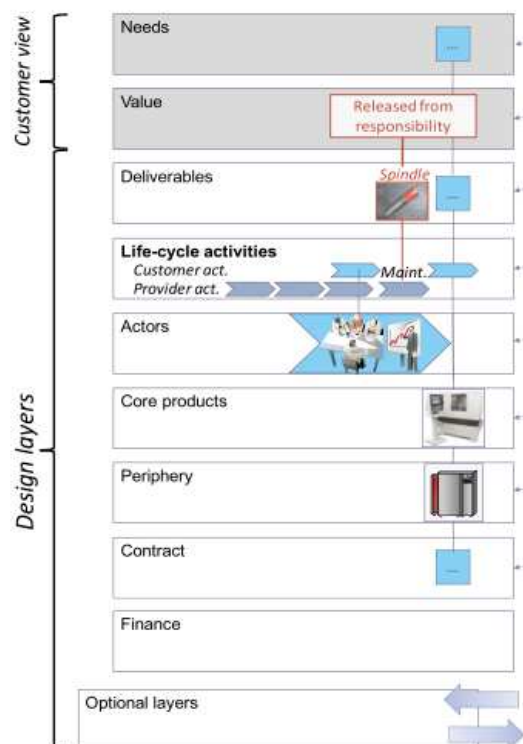 Customer view
Needs
....
Value
Released from
responsibility
Design layers
Deliverables
Spindle
....
Life-cycle activities
Customer act.
Maint.
Provider act.
Actors
Core products
Periphery
Contract
....
Finance
Optional layers